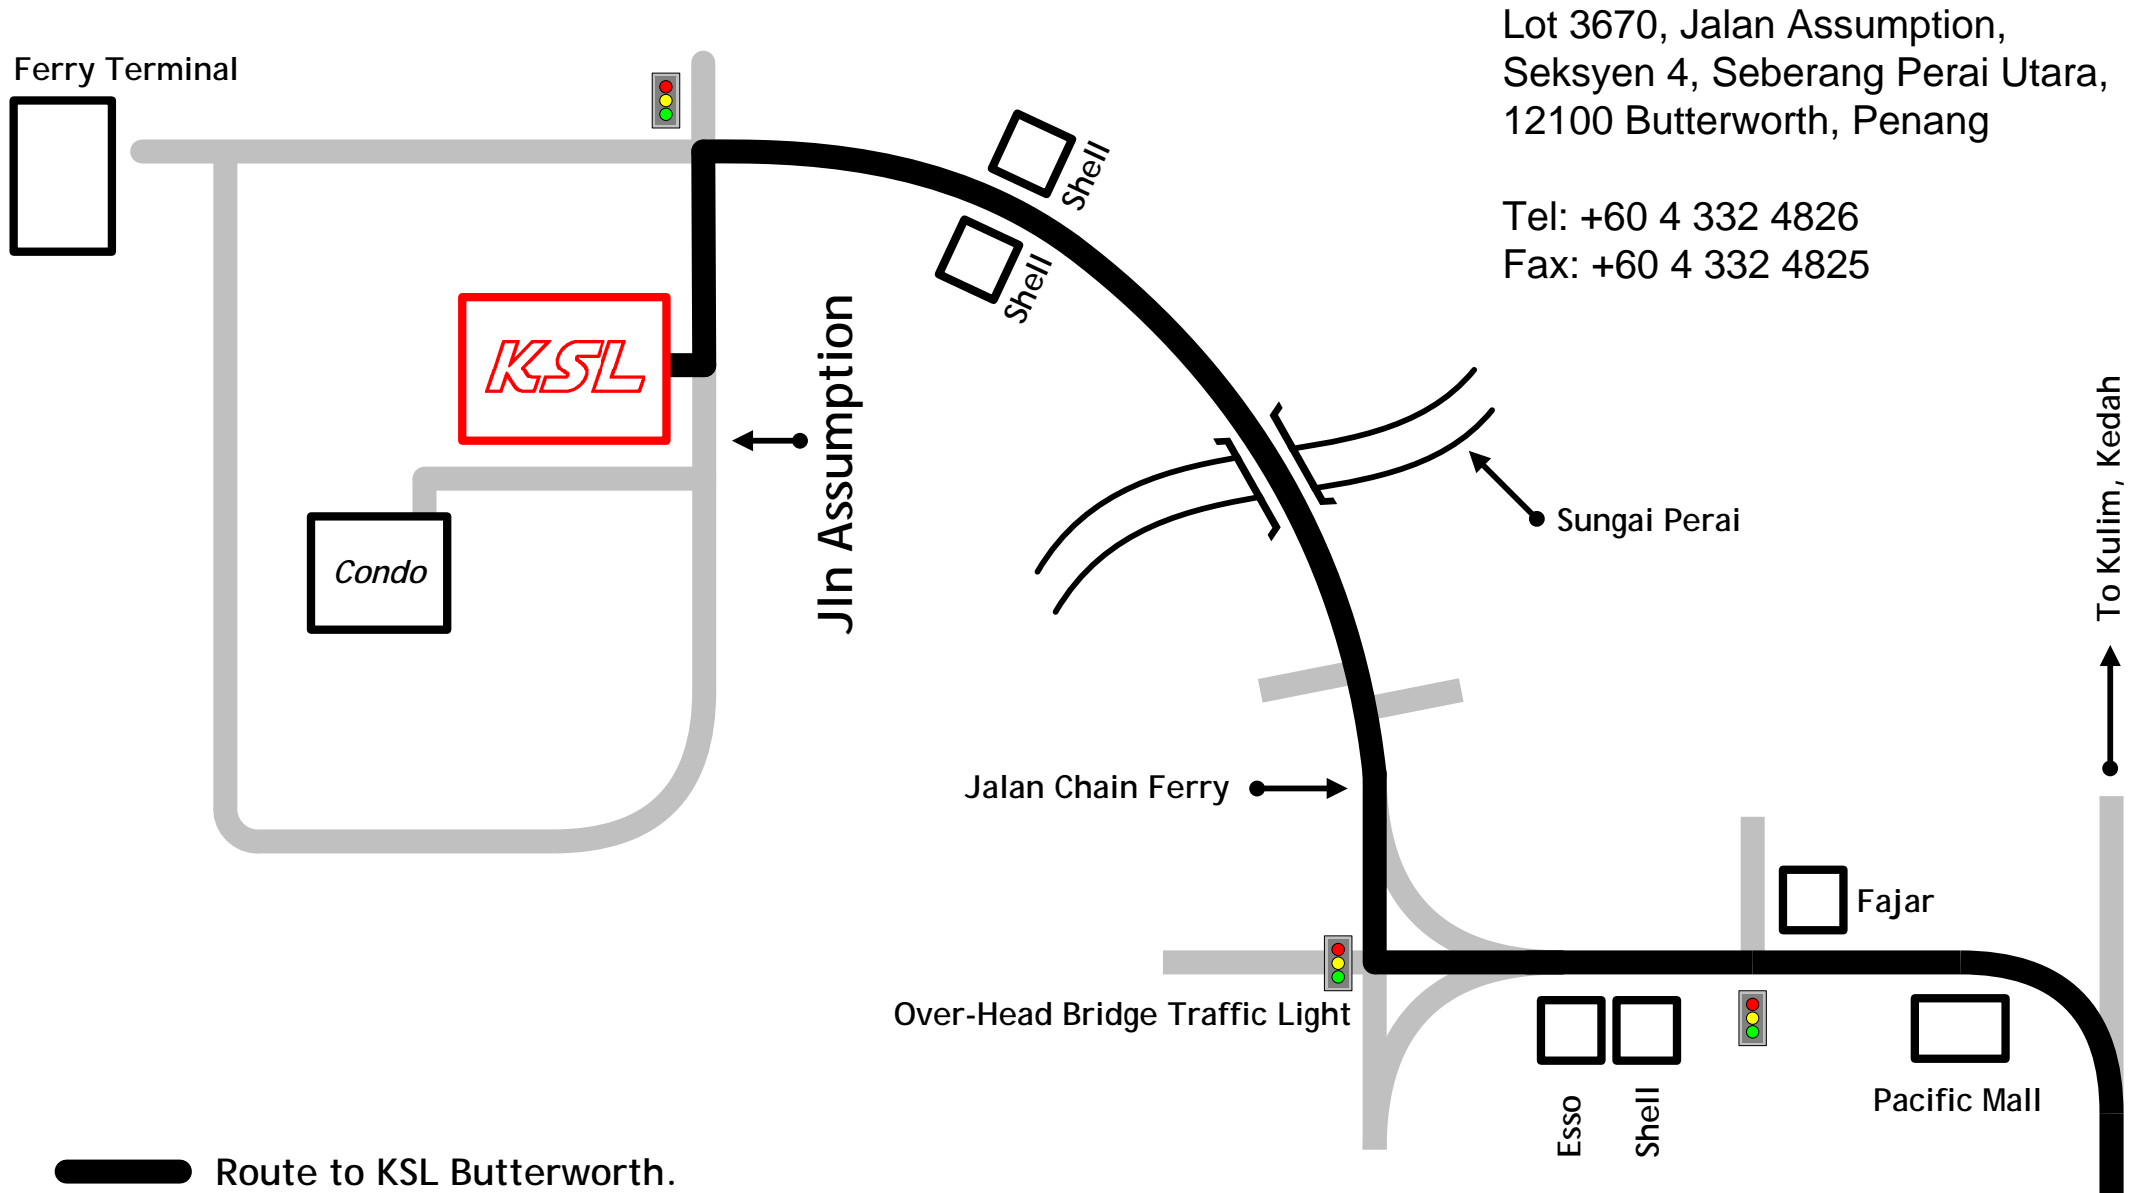 Lot 3670, Jalan Assumption,
Seksyen 4, Seberang Perai Utara,
12100 Butterworth, Penang
Tel: +60 4 332 4826
Fax: +60 4 332 4825
Ferry Terminal
Shell
Shell
KSL
Jln Assumption
Condo
Sungai Perai
To Kulim, Kedah
Jalan Chain Ferry
Fajar
Over-Head Bridge Traffic Light
Esso
Shell
Pacific Mall
Route to KSL Butterworth.